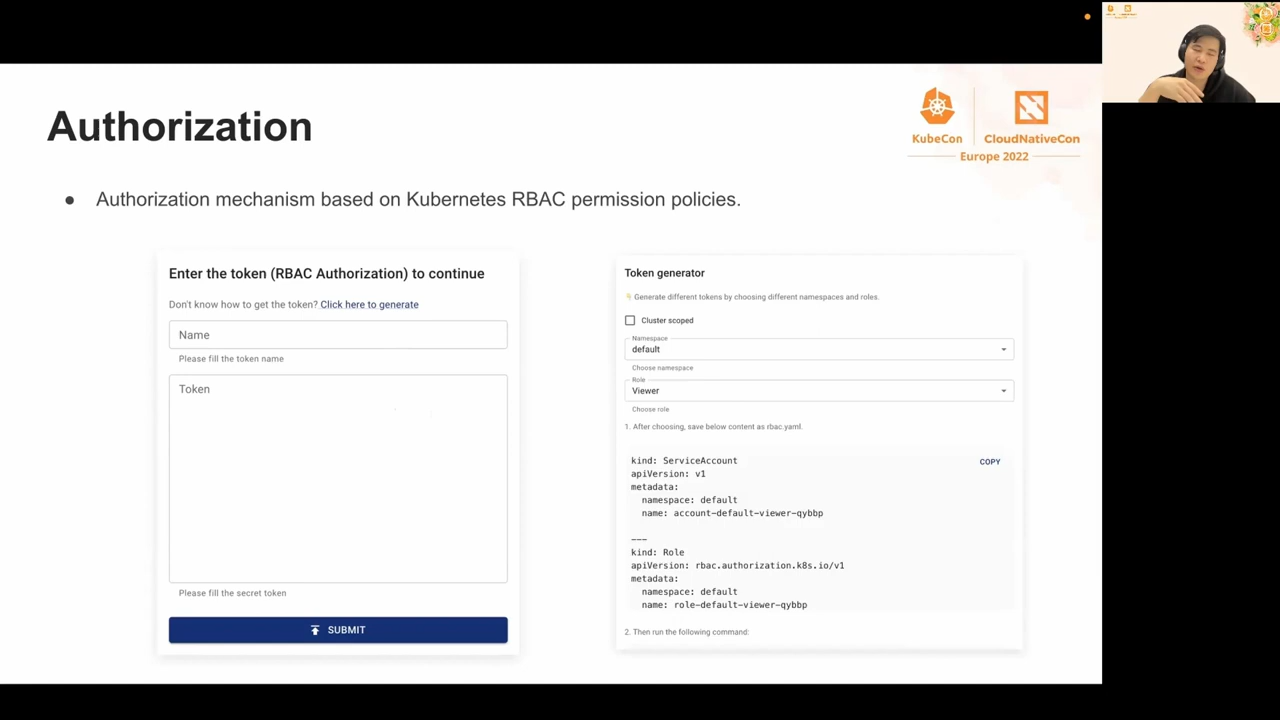 Authorization
KubeCon
CloudNativeCon
Europe 2022
● Authorization mechanism based on Kubernetes RBAC permission policies.
Enter the token (RBAC Authorization) to continue
Don't know how to get the token? Click here to generate
Name
Please fill the token name
Token
Please fill the secret token
SUBMIT
Token generator
👇 Generate different tokens by choosing different namespaces and roles.
Cluster scoped
Namespace
default
Choose namespace
Role
Viewer
Choose role
1. After choosing, save below content as rbac.yaml.
COPY
kind: ServiceAccount
apiVersion: v1
metadata:
  namespace: default
  name: account-default-viewer-qybbp
---
kind: Role
apiVersion: rbac.authorization.k8s.io/v1
metadata:
  namespace: default
  name: role-default-viewer-qybbp
2. Then run the following command: